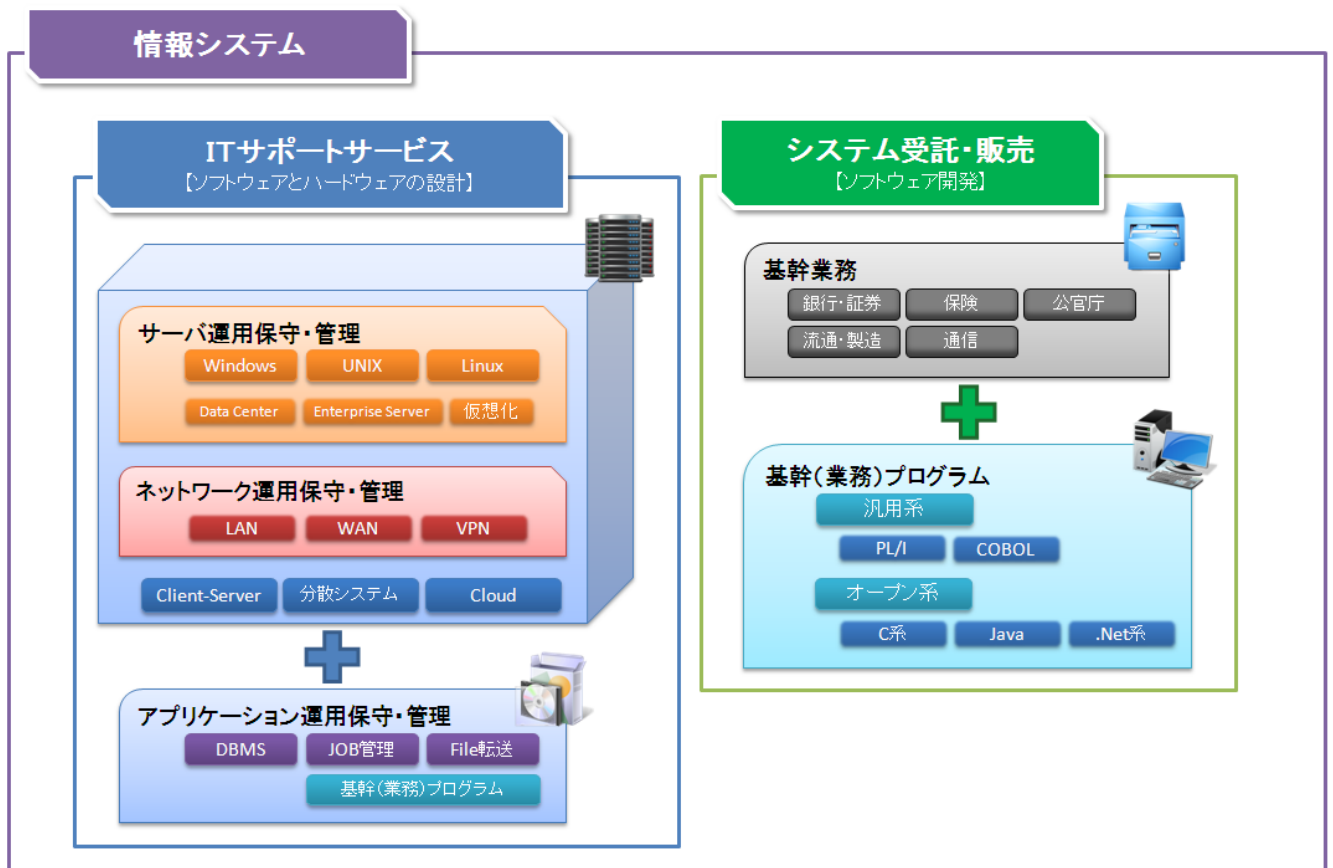 情報システム
ITサポートサービス
【ソフトウェアとハードウェアの設計】
サーバ運用保守・管理
Windows UNIX Linux
Data Center Enterprise Server 仮想化
ネットワーク運用保守・管理
LAN WAN VPN
Client-Server 分散システム Cloud
アプリケーション運用保守・管理
DBMS JOB管理 File転送
基幹(業務)プログラム
システム受託・販売
【ソフトウェア開発】
基幹業務
銀行・証券 保険 公官庁
流通・製造 通信
基幹(業務)プログラム
汎用系
PL/I COBOL
オープン系
C系 Java .Net系